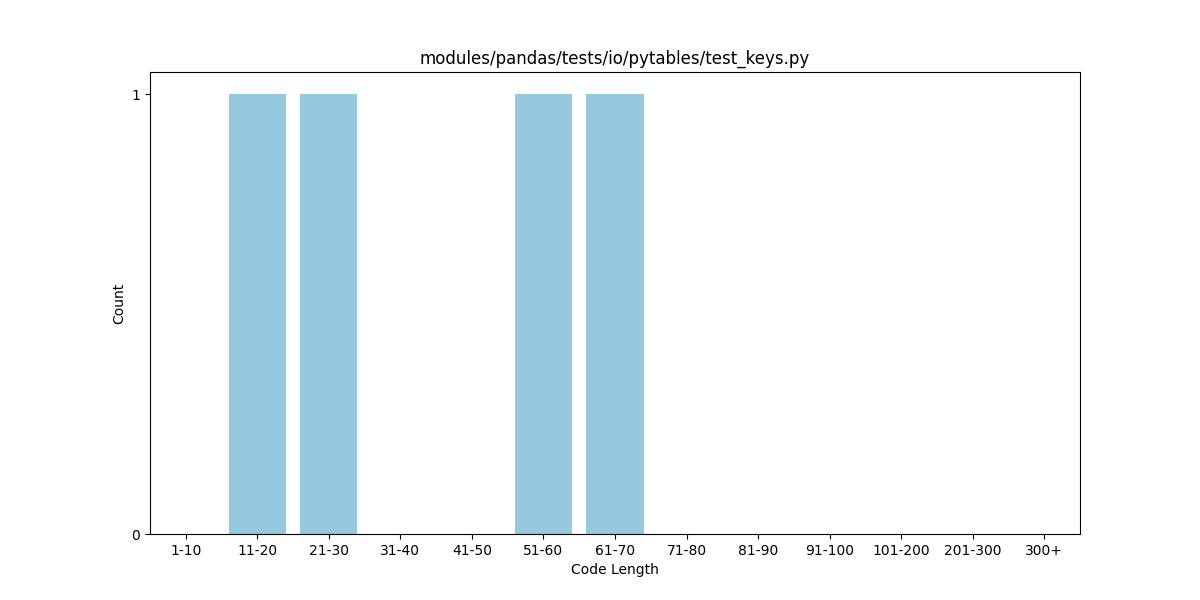 modules/pandas/tests/io/pytables/test_keys.py
1
Count
0
1-10 11-20 21-30 31-40 41-50 51-60 61-70 71-80 81-90 91-100 101-200 201-300 300+
Code Length